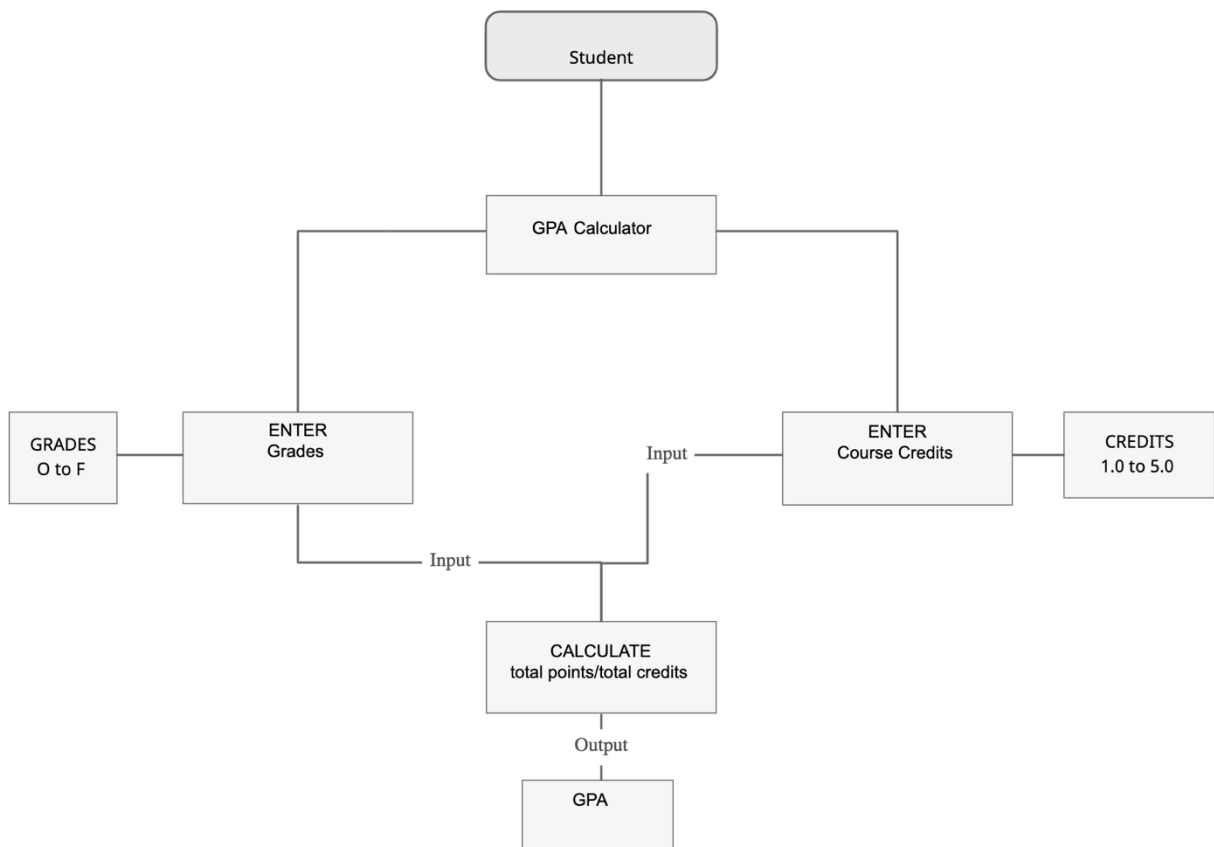 Student
GPA Calculator
GRADES
O to F
ENTER
Grades
Input
ENTER
Course Credits
CREDITS
1.0 to 5.0
Input
CALCULATE
total points/total credits
Output
GPA